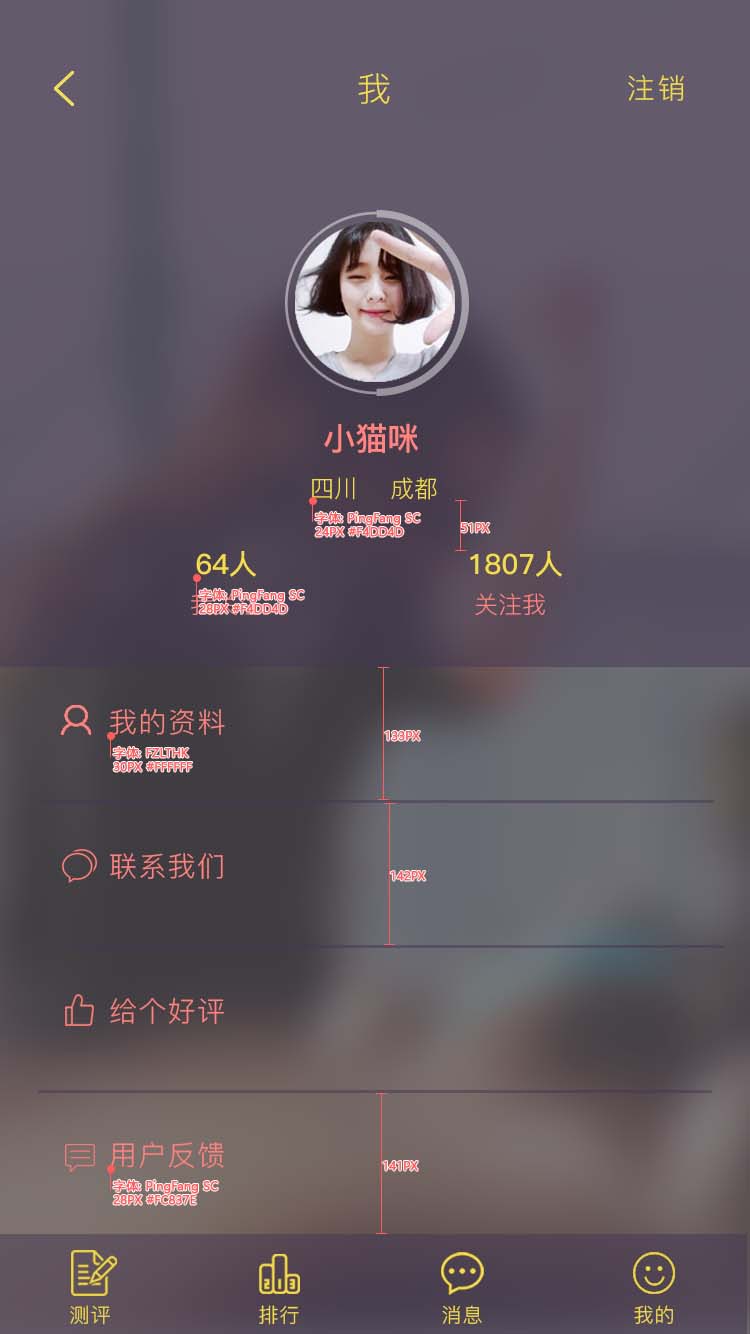 我
注销
小猫咪
四川 成都
字体: PingFang SC
24PX #F4DD4D
51PX
64人
1807人
字体: PingFang SC
28PX #F4DD4D
关注我
我的资料
字体: FZLTHK
30PX #FFFFFF
133PX
联系我们
142PX
给个好评
用户反馈
141PX
字体: PingFang SC
28PX #FC837E
测评
213
排行
消息
我的